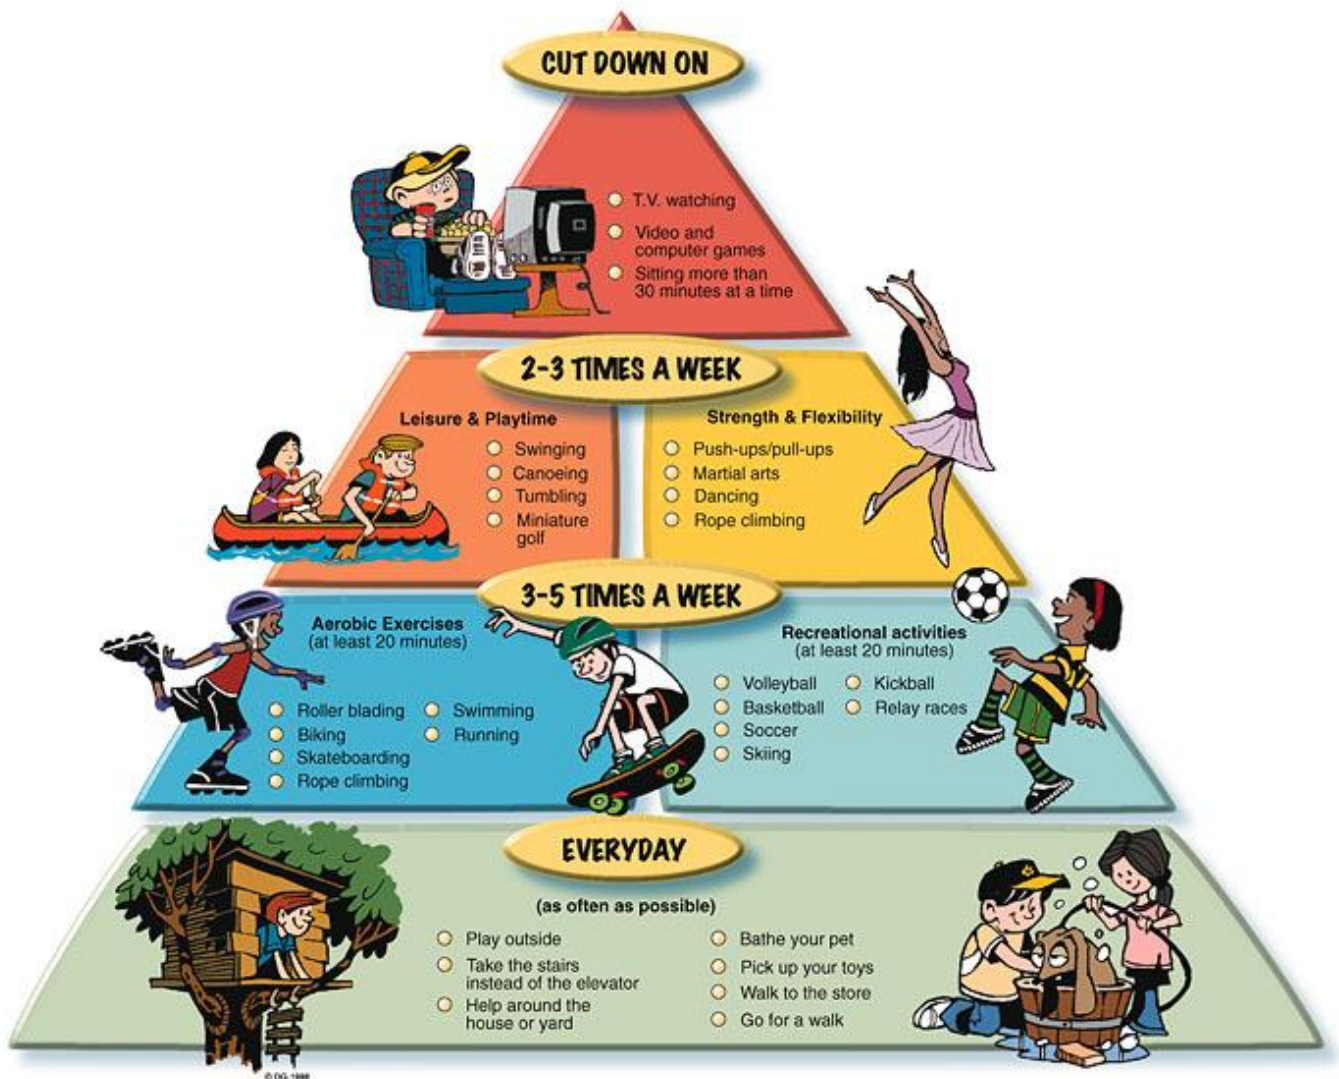 CUT DOWN ON
T.V. watching
Video and
computer games
Sitting more than
30 minutes at a time
2-3 TIMES A WEEK
Leisure & Playtime
Swinging
Canoeing
Tumbling
Miniature
golf
Strength & Flexibility
Push-ups/pull-ups
Martial arts
Dancing
Rope climbing
3-5 TIMES A WEEK
Aerobic Exercises
(at least 20 minutes)
Roller blading
Biking
Skateboarding
Rope climbing
Swimming
Running
Recreational activities
(at least 20 minutes)
Volleyball
Basketball
Soccer
Skiing
Kickball
Relay races
EVERYDAY
(as often as possible)
Play outside
Take the stairs
instead of the elevator
Help around the
house or yard
Bathe your pet
Pick up your toys
Walk to the store
Go for a walk
© DG 1998